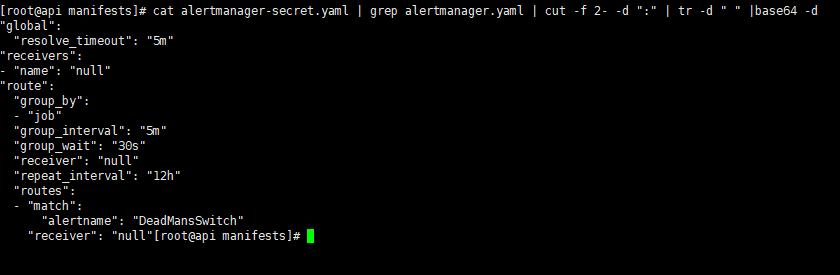 [root@api manifests]# cat alertmanager-secret.yaml | grep alertmanager.yaml | cut -f 2- -d ":" | tr -d " " |base64 -d
"global":
  "resolve_timeout": "5m"
"receivers":
- "name": "null"
"route":
  "group_by":
  - "job"
  "group_interval": "5m"
  "group_wait": "30s"
  "receiver": "null"
  "repeat_interval": "12h"
  "routes":
  - "match":
      "alertname": "DeadMansSwitch"
    "receiver": "null"[root@api manifests]#